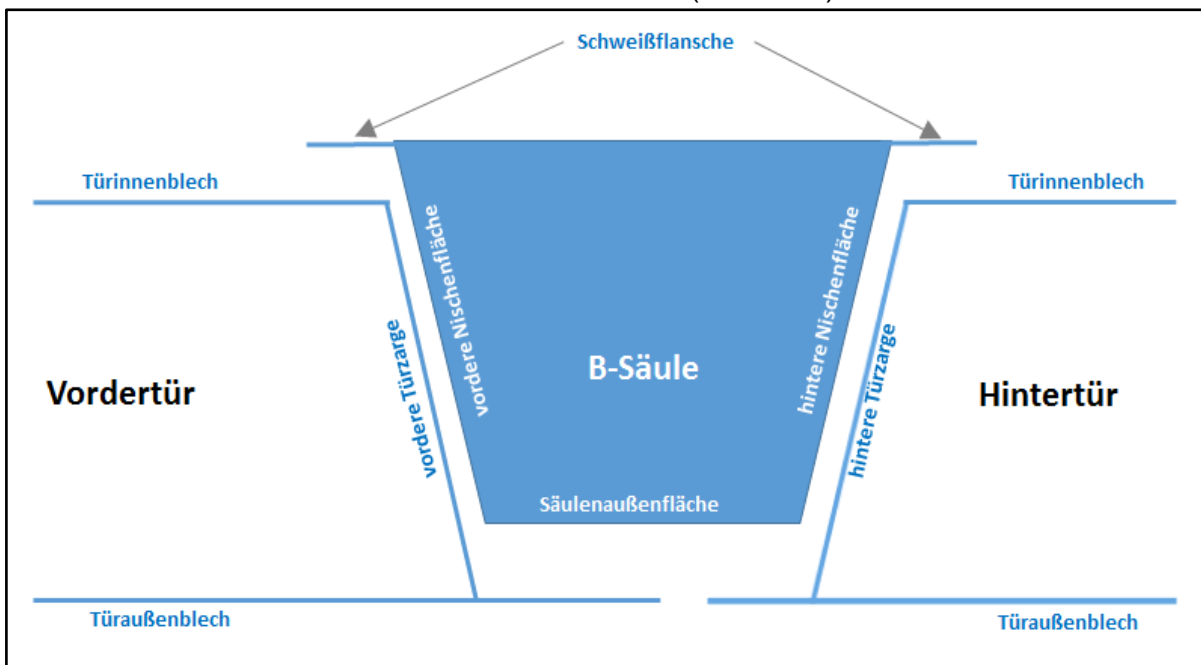 Schweißflansche
Türinnenblech
Türinnenblech
vordere Nischenfläche
hintere Nischenfläche
vordere Türzarge
hintere Türzarge
B-Säule
Vordertür
Hintertür
Säulenaußenfläche
Türaußenblech
Türaußenblech